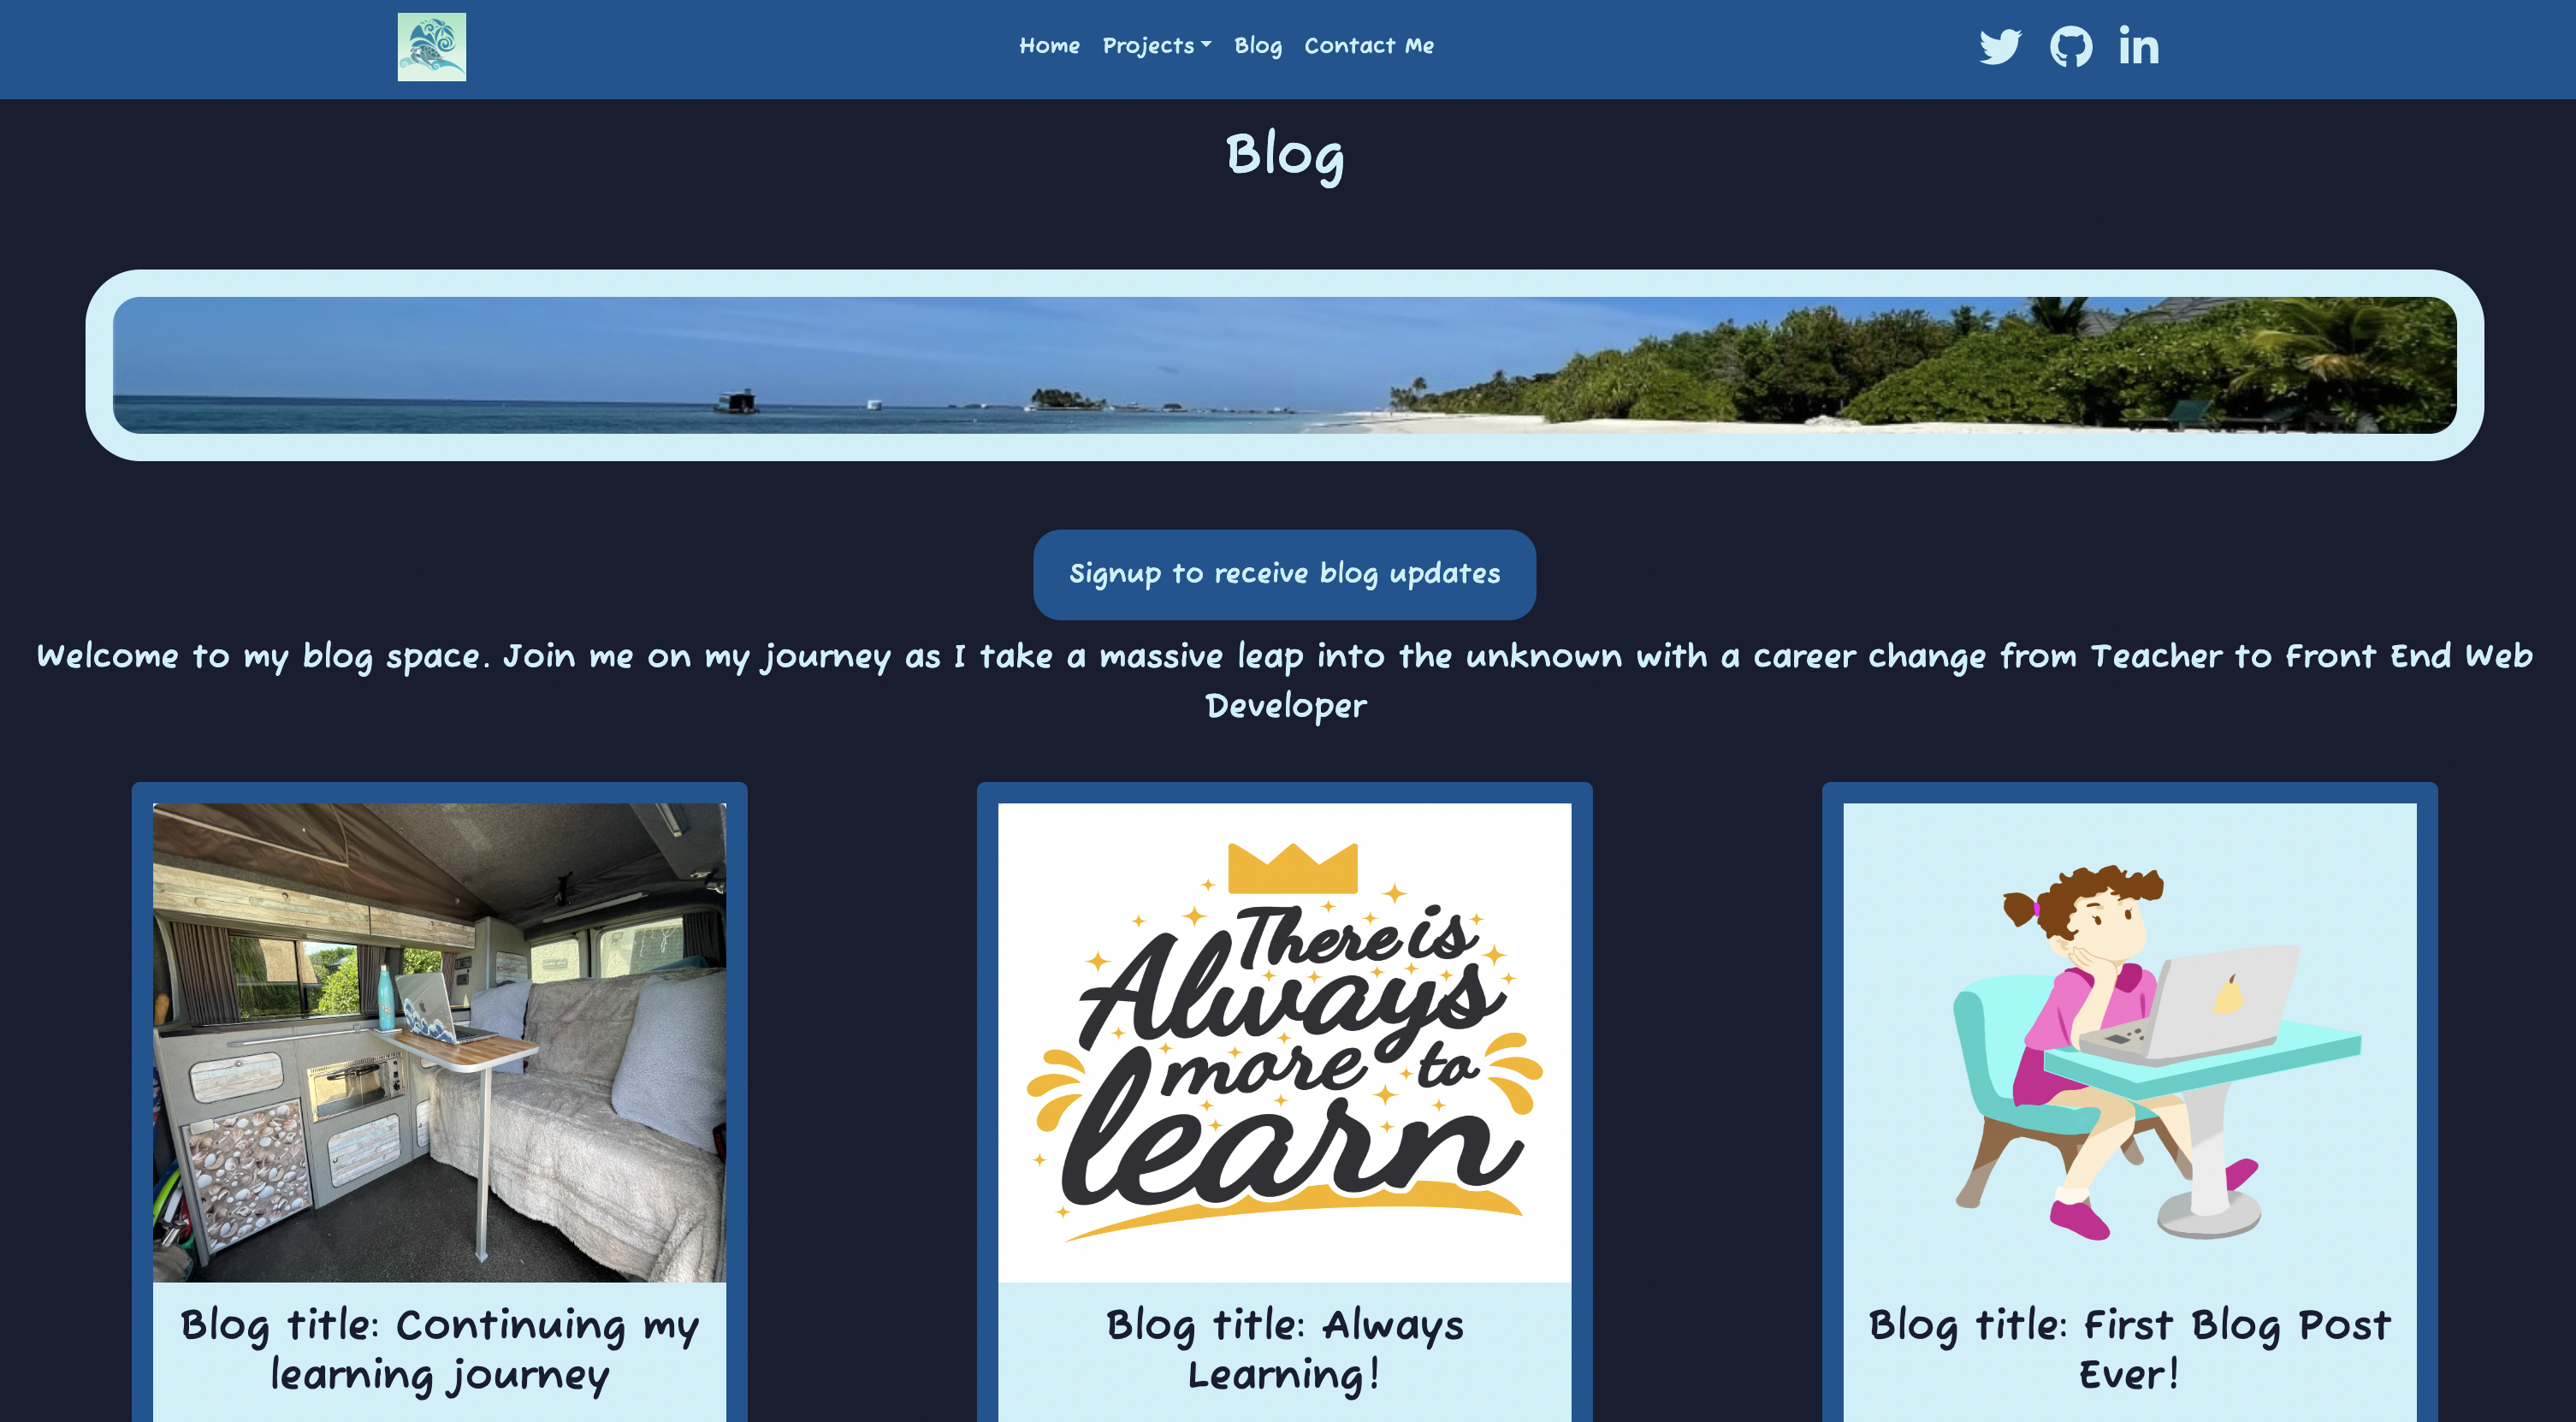 Home Projects Blog Contact Me
Blog
Signup to receive blog updates
Welcome to my blog space. Join me on my journey as I take a massive leap into the unknown with a career change from Teacher to Front End Web
Developer
There is
Always
more to
learn
Blog title: Continuing my
learning journey
Blog title: Always
Learning!
Blog title: First Blog Post
Ever!